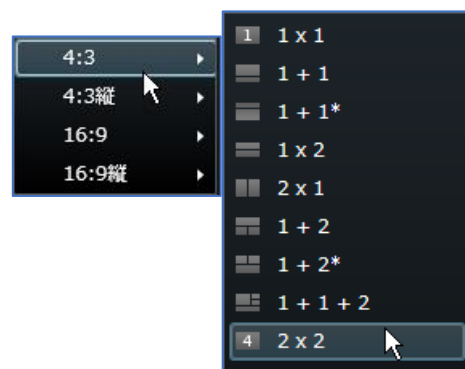 4:3
4:3縦
16:9
16:9縦
1 1 x 1
1 + 1
1 + 1*
1 x 2
2 x 1
1 + 2
1 + 2*
1 + 1 + 2
4 2 x 2